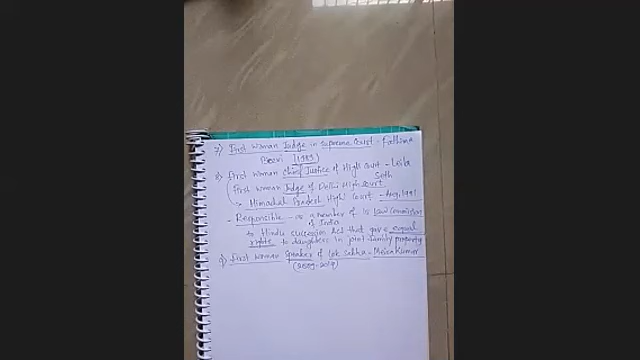 7) First Woman Judge in Supreme Court - Fathima
Beevi (1989)
8) First Woman Chief Justice of High Court - Leila
Seth
First Woman Judge of Delhi High Court
Himachal Pradesh High Court - Aug, 1991
- Responsible - as a member of 15 Law Commission
of India
to Hindu succession Act that gave equal
rights to daughters in joint family property
9) First Woman Speaker of Lok Sabha - Meira Kumar
(2009-2014)